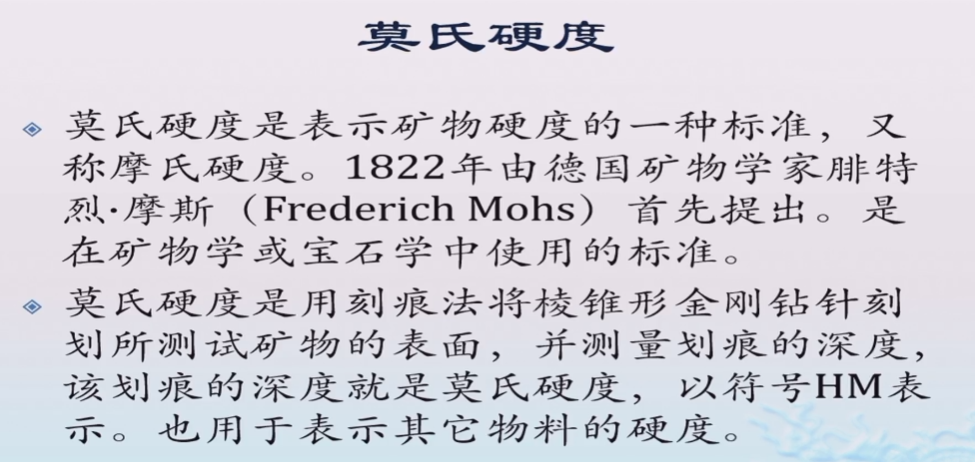 莫氏硬度
莫氏硬度是表示矿物硬度的一种标准，又
称摩氏硬度。1822年由德国矿物学家腓特
烈·摩斯（Frederich Mohs）首先提出。是
在矿物学或宝石学中使用的标准。
莫氏硬度是用刻痕法将棱锥形金刚钻针刻
划所测试矿物的表面，并测量划痕的深度，
该划痕的深度就是莫氏硬度，以符号HM表
示。也用于表示其它物料的硬度。